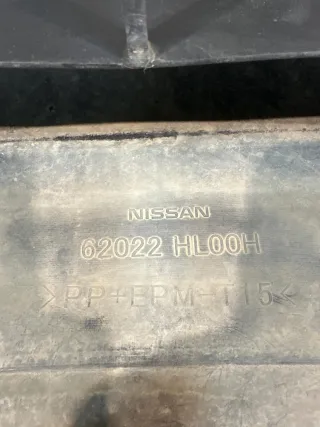 NISSAN
62022 HL00H
>PP+EPM-T15<